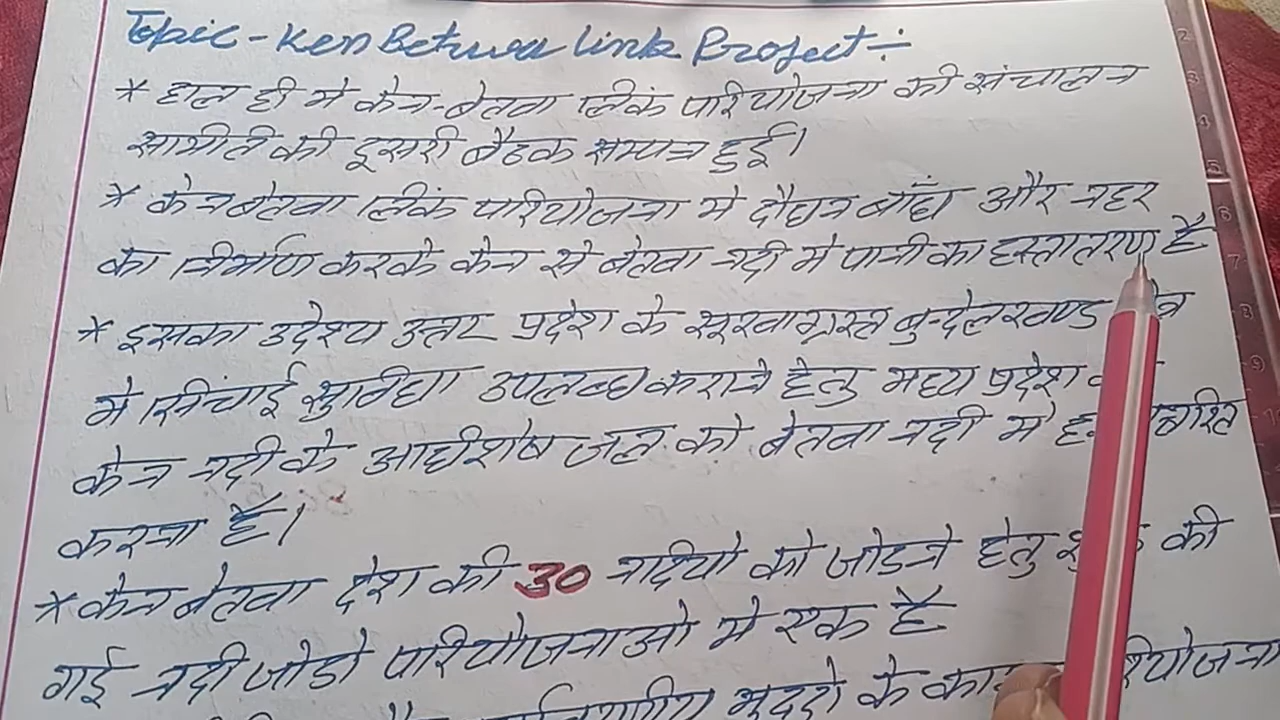 Topic - Ken Betwa Link Project :-
* हाल ही मे केन-बेतवा लिंक परियोजना की संचालन
समिति की दूसरी बैठक सम्पन्न हुई।
* केनबेतवा लिंक परियोजना मे दौधन बाँध और नहर
का निर्माण करके केन से बेतवा नदी मे पानी का हस्तातरण है
* इसका उदेश्य उत्तर प्रदेश के सूखाग्रस्त बुन्देलखण्ड
मे सिंचाई सुविधा उपलब्ध कराने हेतु मध्य प्रदेश
केन नदी के अधिशेष जल को बेतवा नदी मे
करना है।
* केन बेतवा देश की 30 नदियो को जोडने हेतु की
गई नदी जोडो परियोजनाओ मे एक है
के